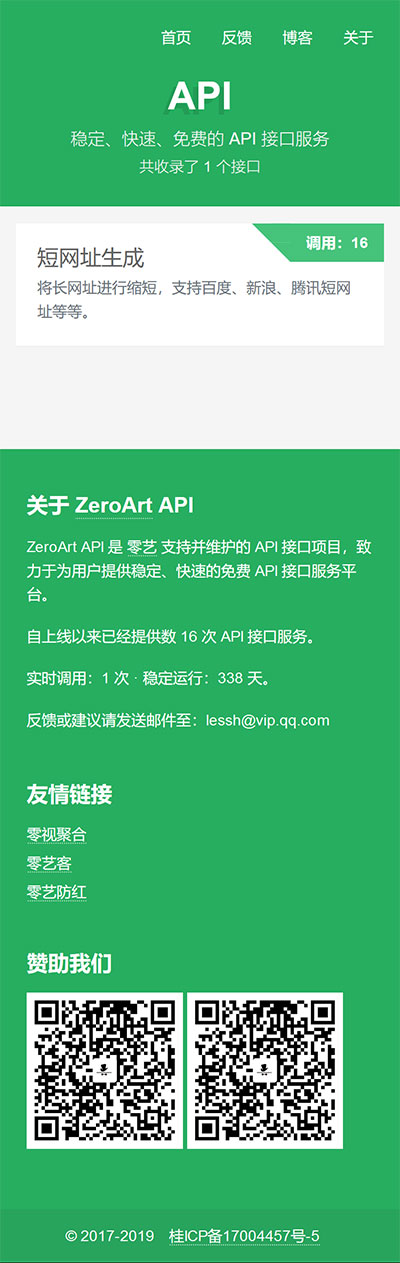 首页 反馈 博客 关于
API
稳定、快速、免费的 API 接口服务
共收录了 1 个接口
调用：16
短网址生成
将长网址进行缩短，支持百度、新浪、腾讯短网
址等等。
关于 ZeroArt API
ZeroArt API 是 零艺 支持并维护的 API 接口项目，致
力于为用户提供稳定、快速的免费 API 接口服务平
台。
自上线以来已经提供数 16 次 API 接口服务。
实时调用：1 次 · 稳定运行：338 天。
反馈或建议请发送邮件至：lessh@vip.qq.com
友情链接
零视聚合
零艺客
零艺防红
赞助我们
© 2017-2019 桂ICP备17004457号-5